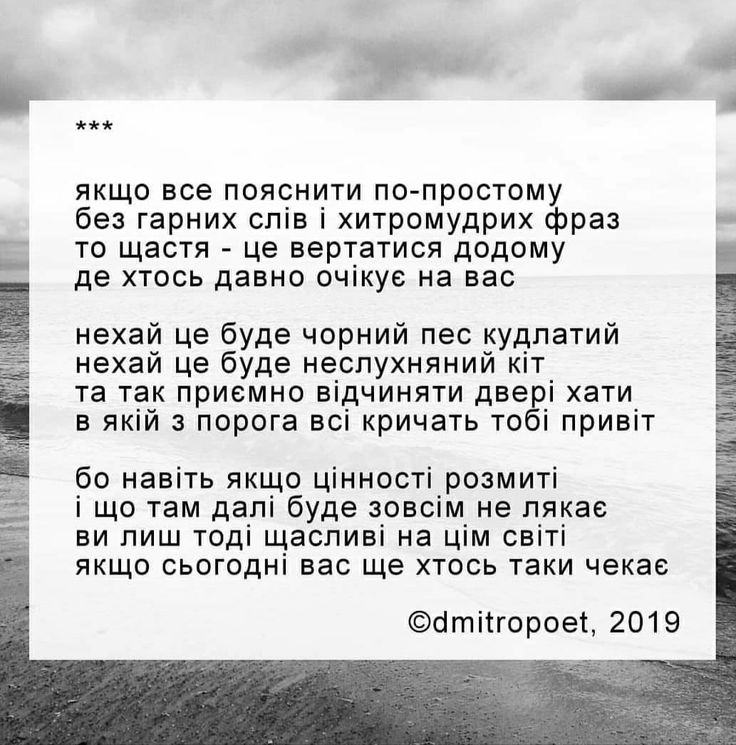 ***
якщо все пояснити по-простому
без гарних слів і хитромудрих фраз
то щастя - це вертатися додому
де хтось давно очікує на вас
нехай це буде чорний пес кудлатий
нехай це буде неслухняний кіт
та так приємно відчиняти двері хати
в якій з порога всі кричать тобі привіт
бо навіть якщо цінності розмиті
і що там далі буде зовсім не лякає
ви лиш тоді щасливі на цім світі
якщо сьогодні вас ще хтось таки чекає
©dmitropoet, 2019